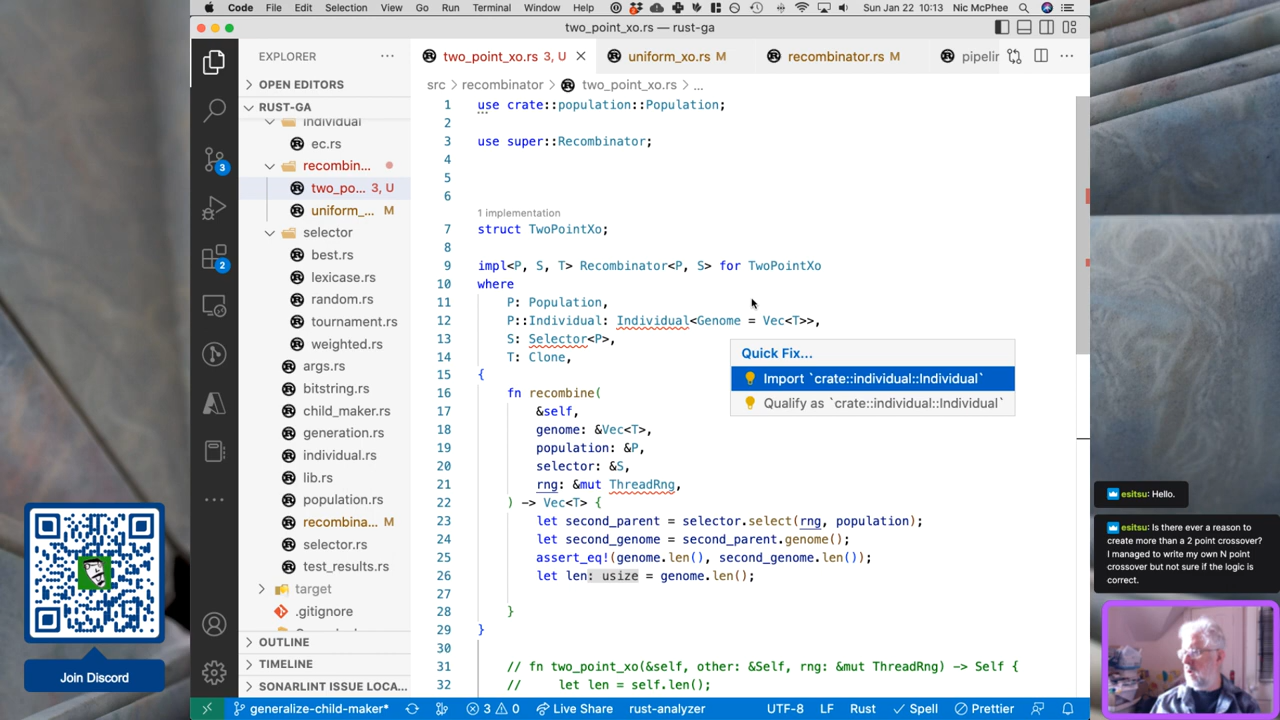 Code File Edit Selection View Go Run Terminal Window Help Sun Jan 22 10:13 Nic McPhee
two_point_xo.rs — rust-ga
EXPLORER
OPEN EDITORS
RUST-GA
individual
ec.rs
recombin...
two_po... 3, U
uniform_... M
selector
best.rs
lexicase.rs
random.rs
tournament.rs
weighted.rs
args.rs
bitstring.rs
child_maker.rs
generation.rs
individual.rs
lib.rs
population.rs
recombina... M
selector.rs
test_results.rs
target
.gitignore
OUTLINE
TIMELINE
SONARLINT ISSUE LOCA...
3
2
two_point_xo.rs 3, U uniform_xo.rs M recombinator.rs M pipelin
src > recombinator > two_point_xo.rs > ...
1 use crate::population::Population;
2
3 use super::Recombinator;
4
5
6
1 implementation
7 struct TwoPointXo;
8
9 impl<P, S, T> Recombinator<P, S> for TwoPointXo
10 where
11 P: Population,
12 P::Individual: Individual<Genome = Vec<T>>,
13 S: Selector<P>,
14 T: Clone,
15 {
16 fn recombine(
17 &self,
18 genome: &Vec<T>,
19 population: &P,
20 selector: &S,
21 rng: &mut ThreadRng,
22 ) -> Vec<T> {
23 let second_parent = selector.select(rng, population);
24 let second_genome = second_parent.genome();
25 assert_eq!(genome.len(), second_genome.len());
26 let len: usize = genome.len();
27
28 }
29 }
30
31 // fn two_point_xo(&self, other: &Self, rng: &mut ThreadRng) -> Self {
32 // let len = self.len();
Quick Fix...
Import `crate::individual::Individual`
Qualify as `crate::individual::Individual`
generalize-child-maker* 3 0 Live Share rust-analyzer UTF-8 LF Rust Spell Prettier
Join Discord
esitsu: Hello.
esitsu: Is there ever a reason to
create more than a 2 point crossover?
I managed to write my own N point
crossover but not sure if the logic is
correct.